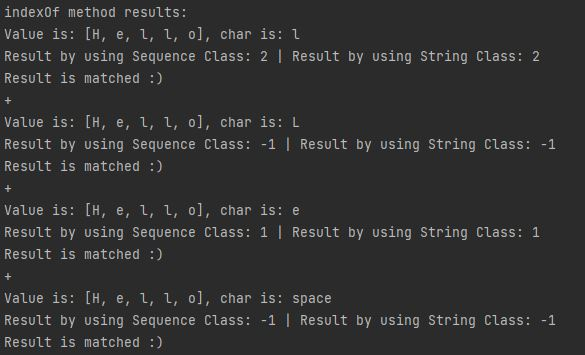 indexOf method results:
Value is: [H, e, l, l, o], char is: l
Result by using Sequence Class: 2 | Result by using String Class: 2
Result is matched :)
+
Value is: [H, e, l, l, o], char is: L
Result by using Sequence Class: -1 | Result by using String Class: -1
Result is matched :)
+
Value is: [H, e, l, l, o], char is: e
Result by using Sequence Class: 1 | Result by using String Class: 1
Result is matched :)
+
Value is: [H, e, l, l, o], char is: space
Result by using Sequence Class: -1 | Result by using String Class: -1
Result is matched :)